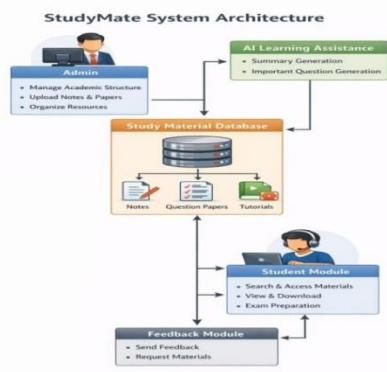 StudyMate System Architecture
Admin
• Manage Academic Structure
• Upload Notes & Papers
• Organize Resources
AI Learning Assistance
• Summary Generation
• Important Question Generation
Study Material Database
Notes
Question Papers
Tutorials
Student Module
• Search & Access Materials
• View & Download
• Exam Preparation
Feedback Module
• Send Feedback
• Request Materials